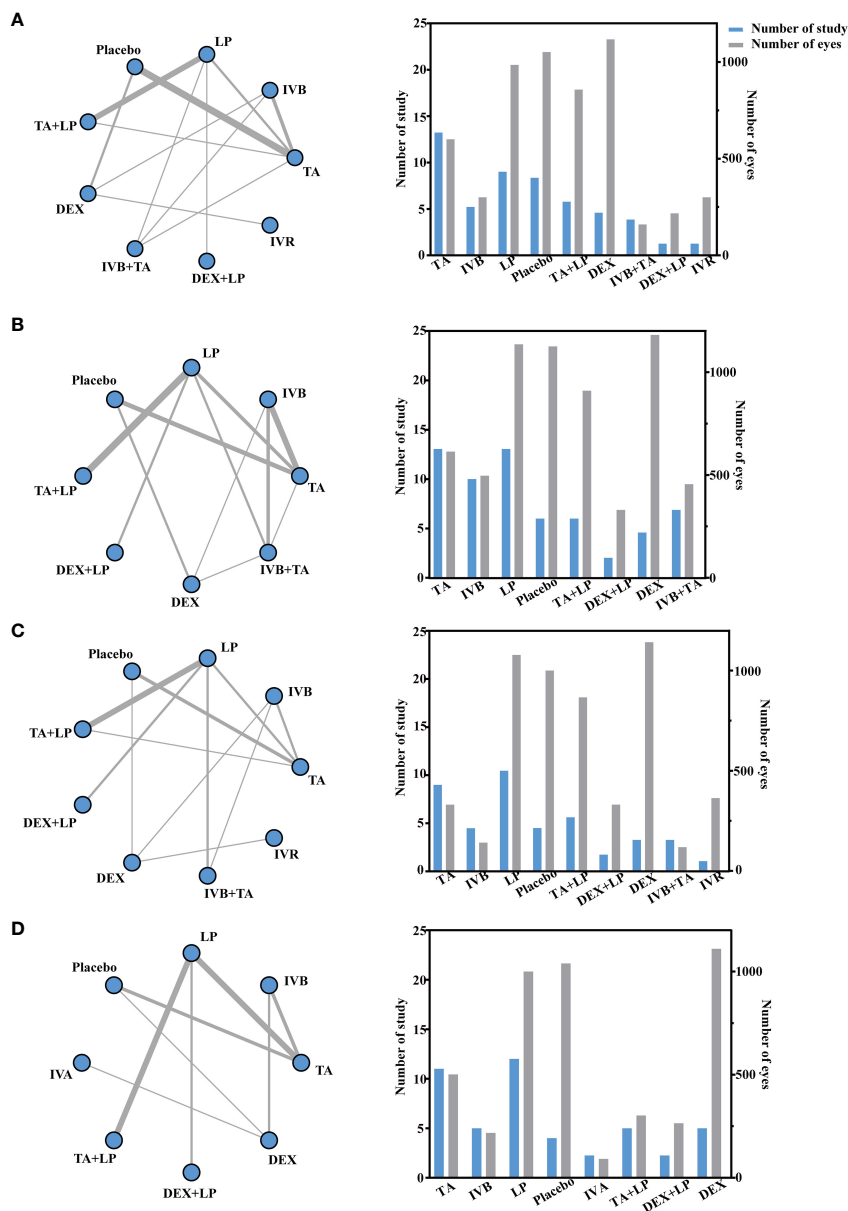 A
Placebo
LP
IVB
TA+LP
TA
DEX
IVR
IVB+TA
DEX+LP
Number of study
Number of eyes
25
20
15
10
5
0
1000
500
0
Number of study
Number of eyes
TA
IVB
LP
Placebo
TA+LP
DEX
IVB+TA
DEX+LP
IVR
B
LP
Placebo
IVB
TA+LP
TA
DEX+LP
IVB+TA
DEX
25
20
15
10
5
0
1000
500
0
Number of study
Number of eyes
TA
IVB
LP
Placebo
TA+LP
DEX+LP
DEX
IVB+TA
C
LP
Placebo
IVB
TA+LP
TA
DEX+LP
IVR
DEX
IVB+TA
25
20
15
10
5
0
1000
500
0
Number of study
Number of eyes
TA
IVB
LP
Placebo
TA+LP
DEX+LP
DEX
IVB+TA
IVR
D
LP
Placebo
IVB
IVA
TA
TA+LP
DEX
DEX+LP
25
20
15
10
5
0
1000
500
0
Number of study
Number of eyes
TA
IVB
LP
Placebo
IVA
TA+LP
DEX+LP
DEX